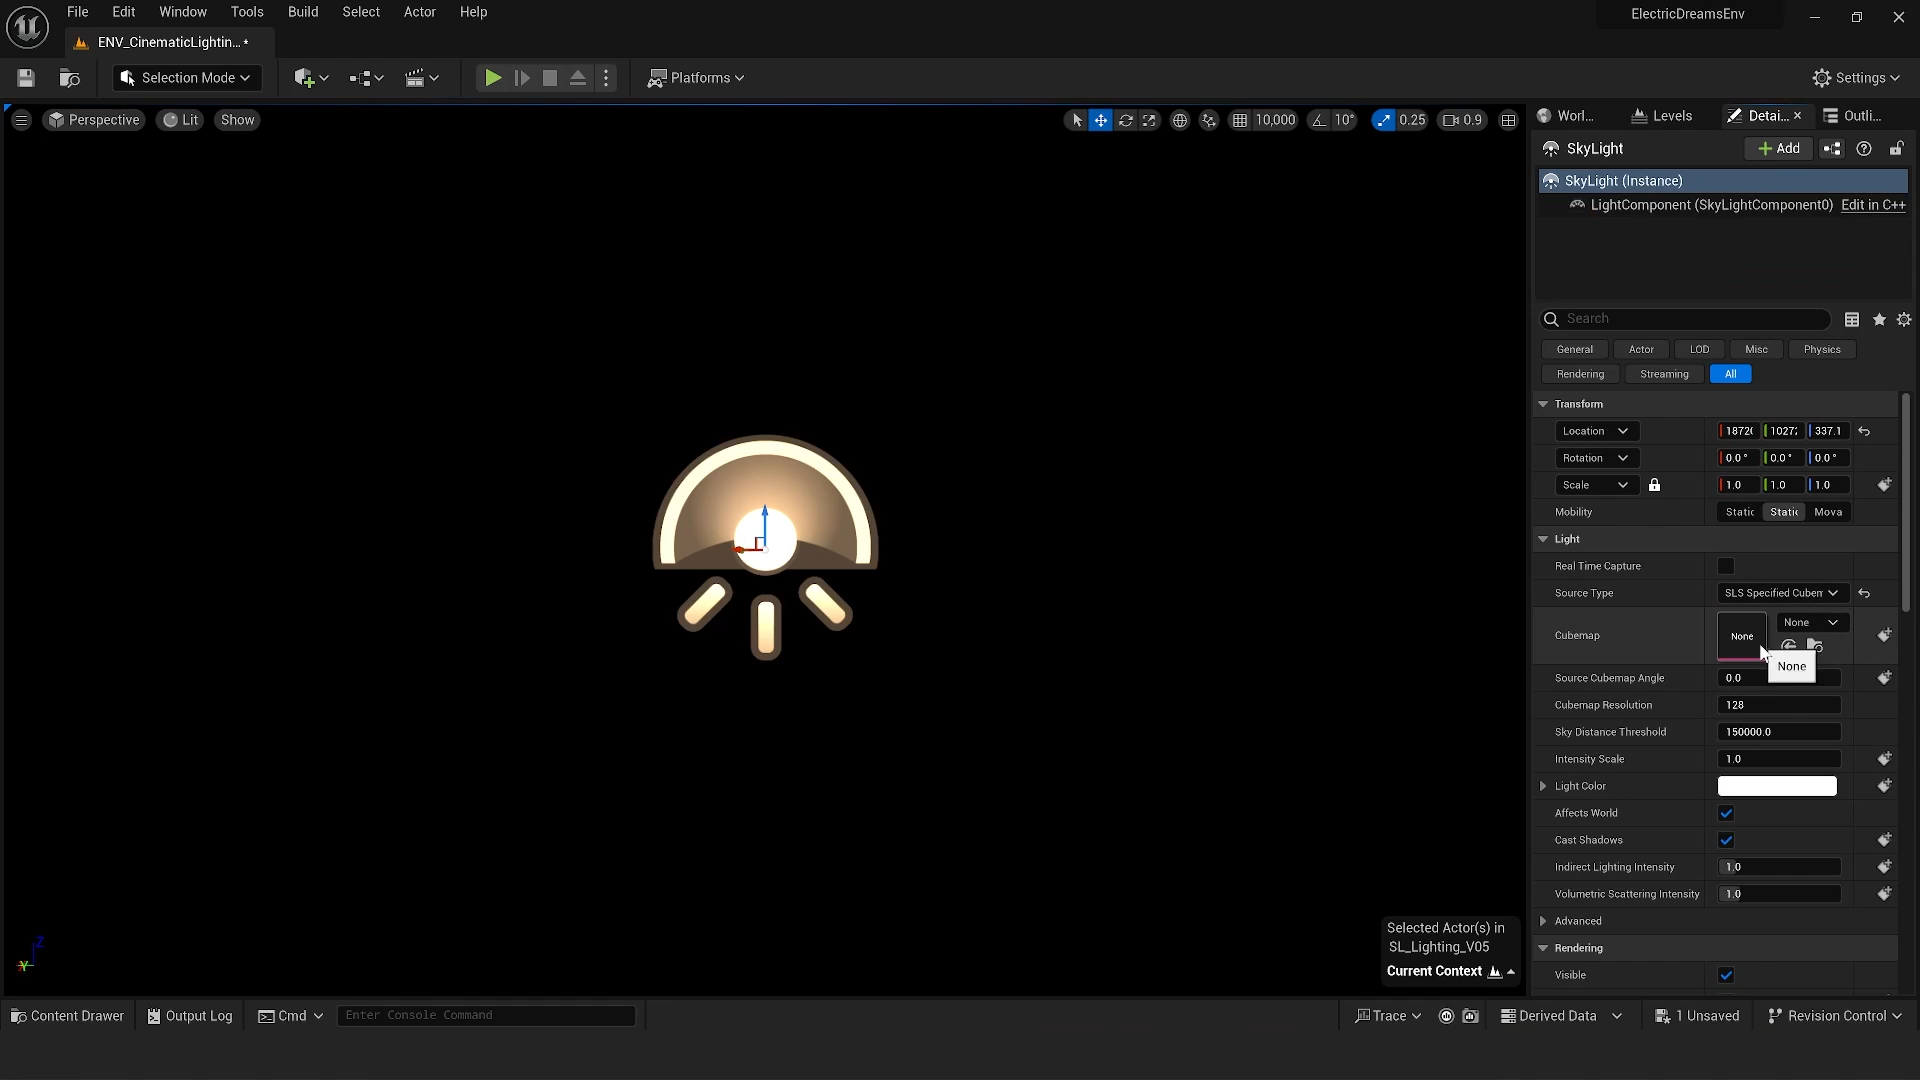 File Edit Window Tools Build Select Actor Help
ElectricDreamsEnv
ENV_CinematicLightin... •
Selection Mode
Platforms
Settings
Perspective Lit Show
10,000 10° 0.25 0.9
Worl... Levels Detai... Outli...
SkyLight
Add
SkyLight (Instance)
LightComponent (SkyLightComponent0) Edit in C++
Search
General Actor LOD Misc Physics
Rendering Streaming All
Transform
Location 1872( 1027; 337.1
Rotation 0.0 ° 0.0 ° 0.0 °
Scale 1.0 1.0 1.0
Mobility Static Static Mova
Light
Real Time Capture
Source Type SLS Specified Cubem
Cubemap None None
None
Source Cubemap Angle 0.0
Cubemap Resolution 128
Sky Distance Threshold 150000.0
Intensity Scale 1.0
Light Color
Affects World
Cast Shadows
Indirect Lighting Intensity 1.0
Volumetric Scattering Intensity 1.0
Advanced
Rendering
Visible
Selected Actor(s) in
SL_Lighting_V05
Current Context
Z
Y
Content Drawer Output Log Cmd Enter Console Command
Trace Derived Data 1 Unsaved Revision Control